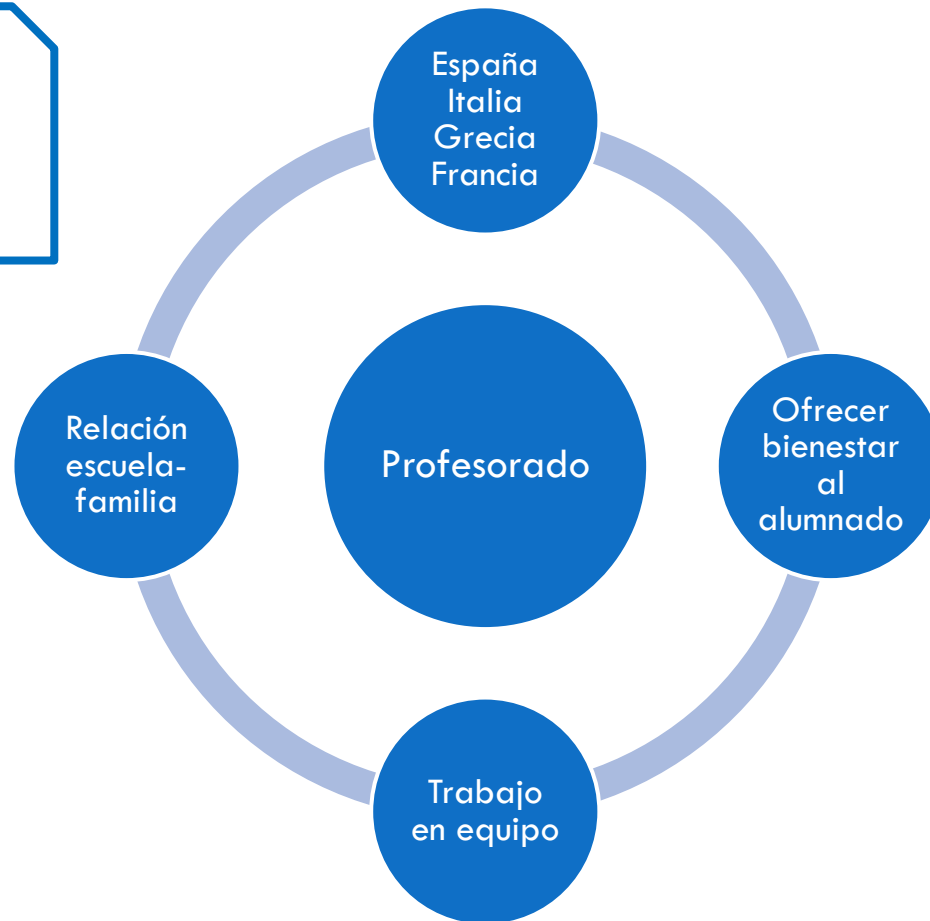 España
Italia
Grecia
Francia
Relación
escuela-
familia
Profesorado
Ofrecer
bienestar
al
alumnado
Trabajo
en equipo